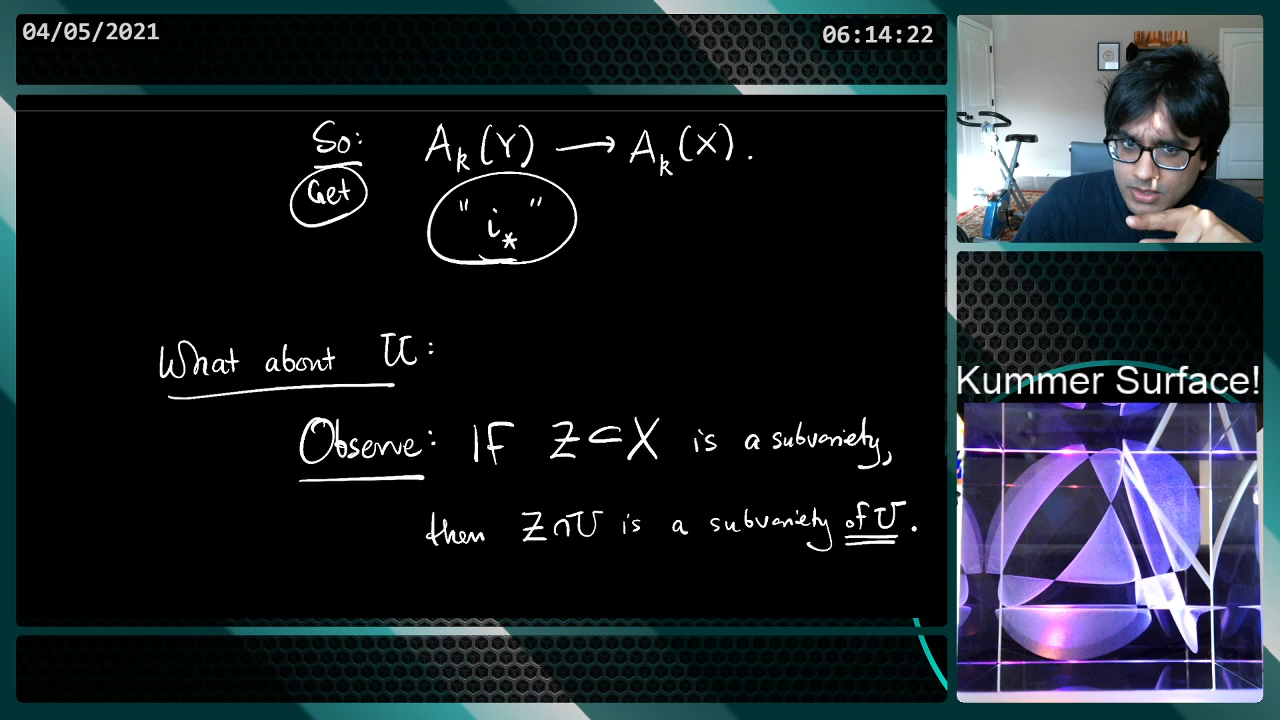 04/05/2021
06:14:22
So: A_k(Y) ⟶ A_k(X).
Get " i_* "
What about U:
Observe: IF Z ⊂ X is a subvariety,
then Z∩U is a subvariety of U.
Kummer Surface!